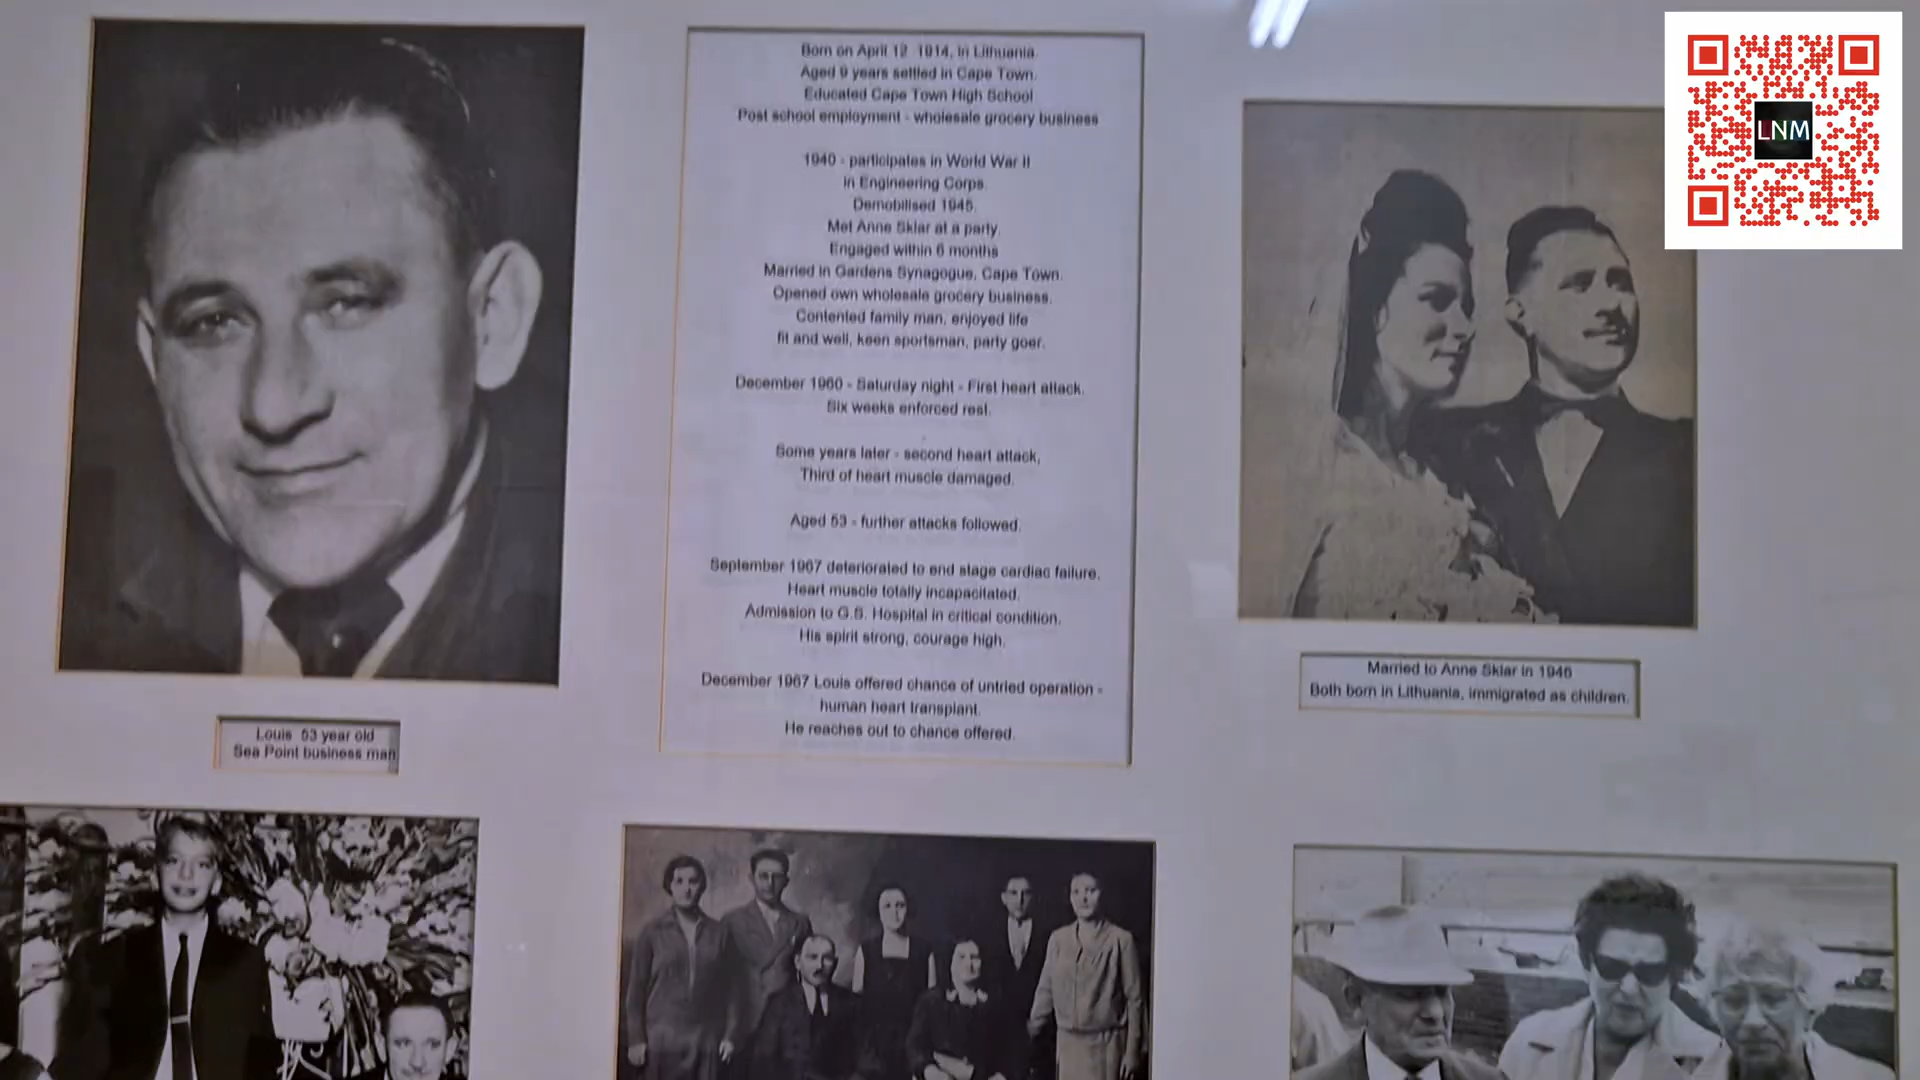 LNM
Born on April 12 1914, in Lithuania.
Aged 9 years settled in Cape Town.
Educated Cape Town High School
Post school employment - wholesale grocery business
1940 - participates in World War II
in Engineering Corps.
Demobilised 1945.
Met Anne Sklar at a party.
Engaged within 6 months
Married in Gardens Synagogue, Cape Town.
Opened own wholesale grocery business.
Contented family man, enjoyed life
fit and well, keen sportsman, party goer.
December 1960 - Saturday night - First heart attack.
Six weeks enforced rest.
Some years later - second heart attack,
Third of heart muscle damaged.
Aged 53 - further attacks followed.
September 1967 deteriorated to end stage cardiac failure.
Heart muscle totally incapacitated.
Admission to G.S. Hospital in critical condition.
His spirit strong, courage high.
December 1967 Louis offered chance of untried operation -
human heart transplant.
He reaches out to chance offered.
Married to Anne Sklar in 1946
Both born in Lithuania, immigrated as children.
Louis 53 year old
Sea Point business man